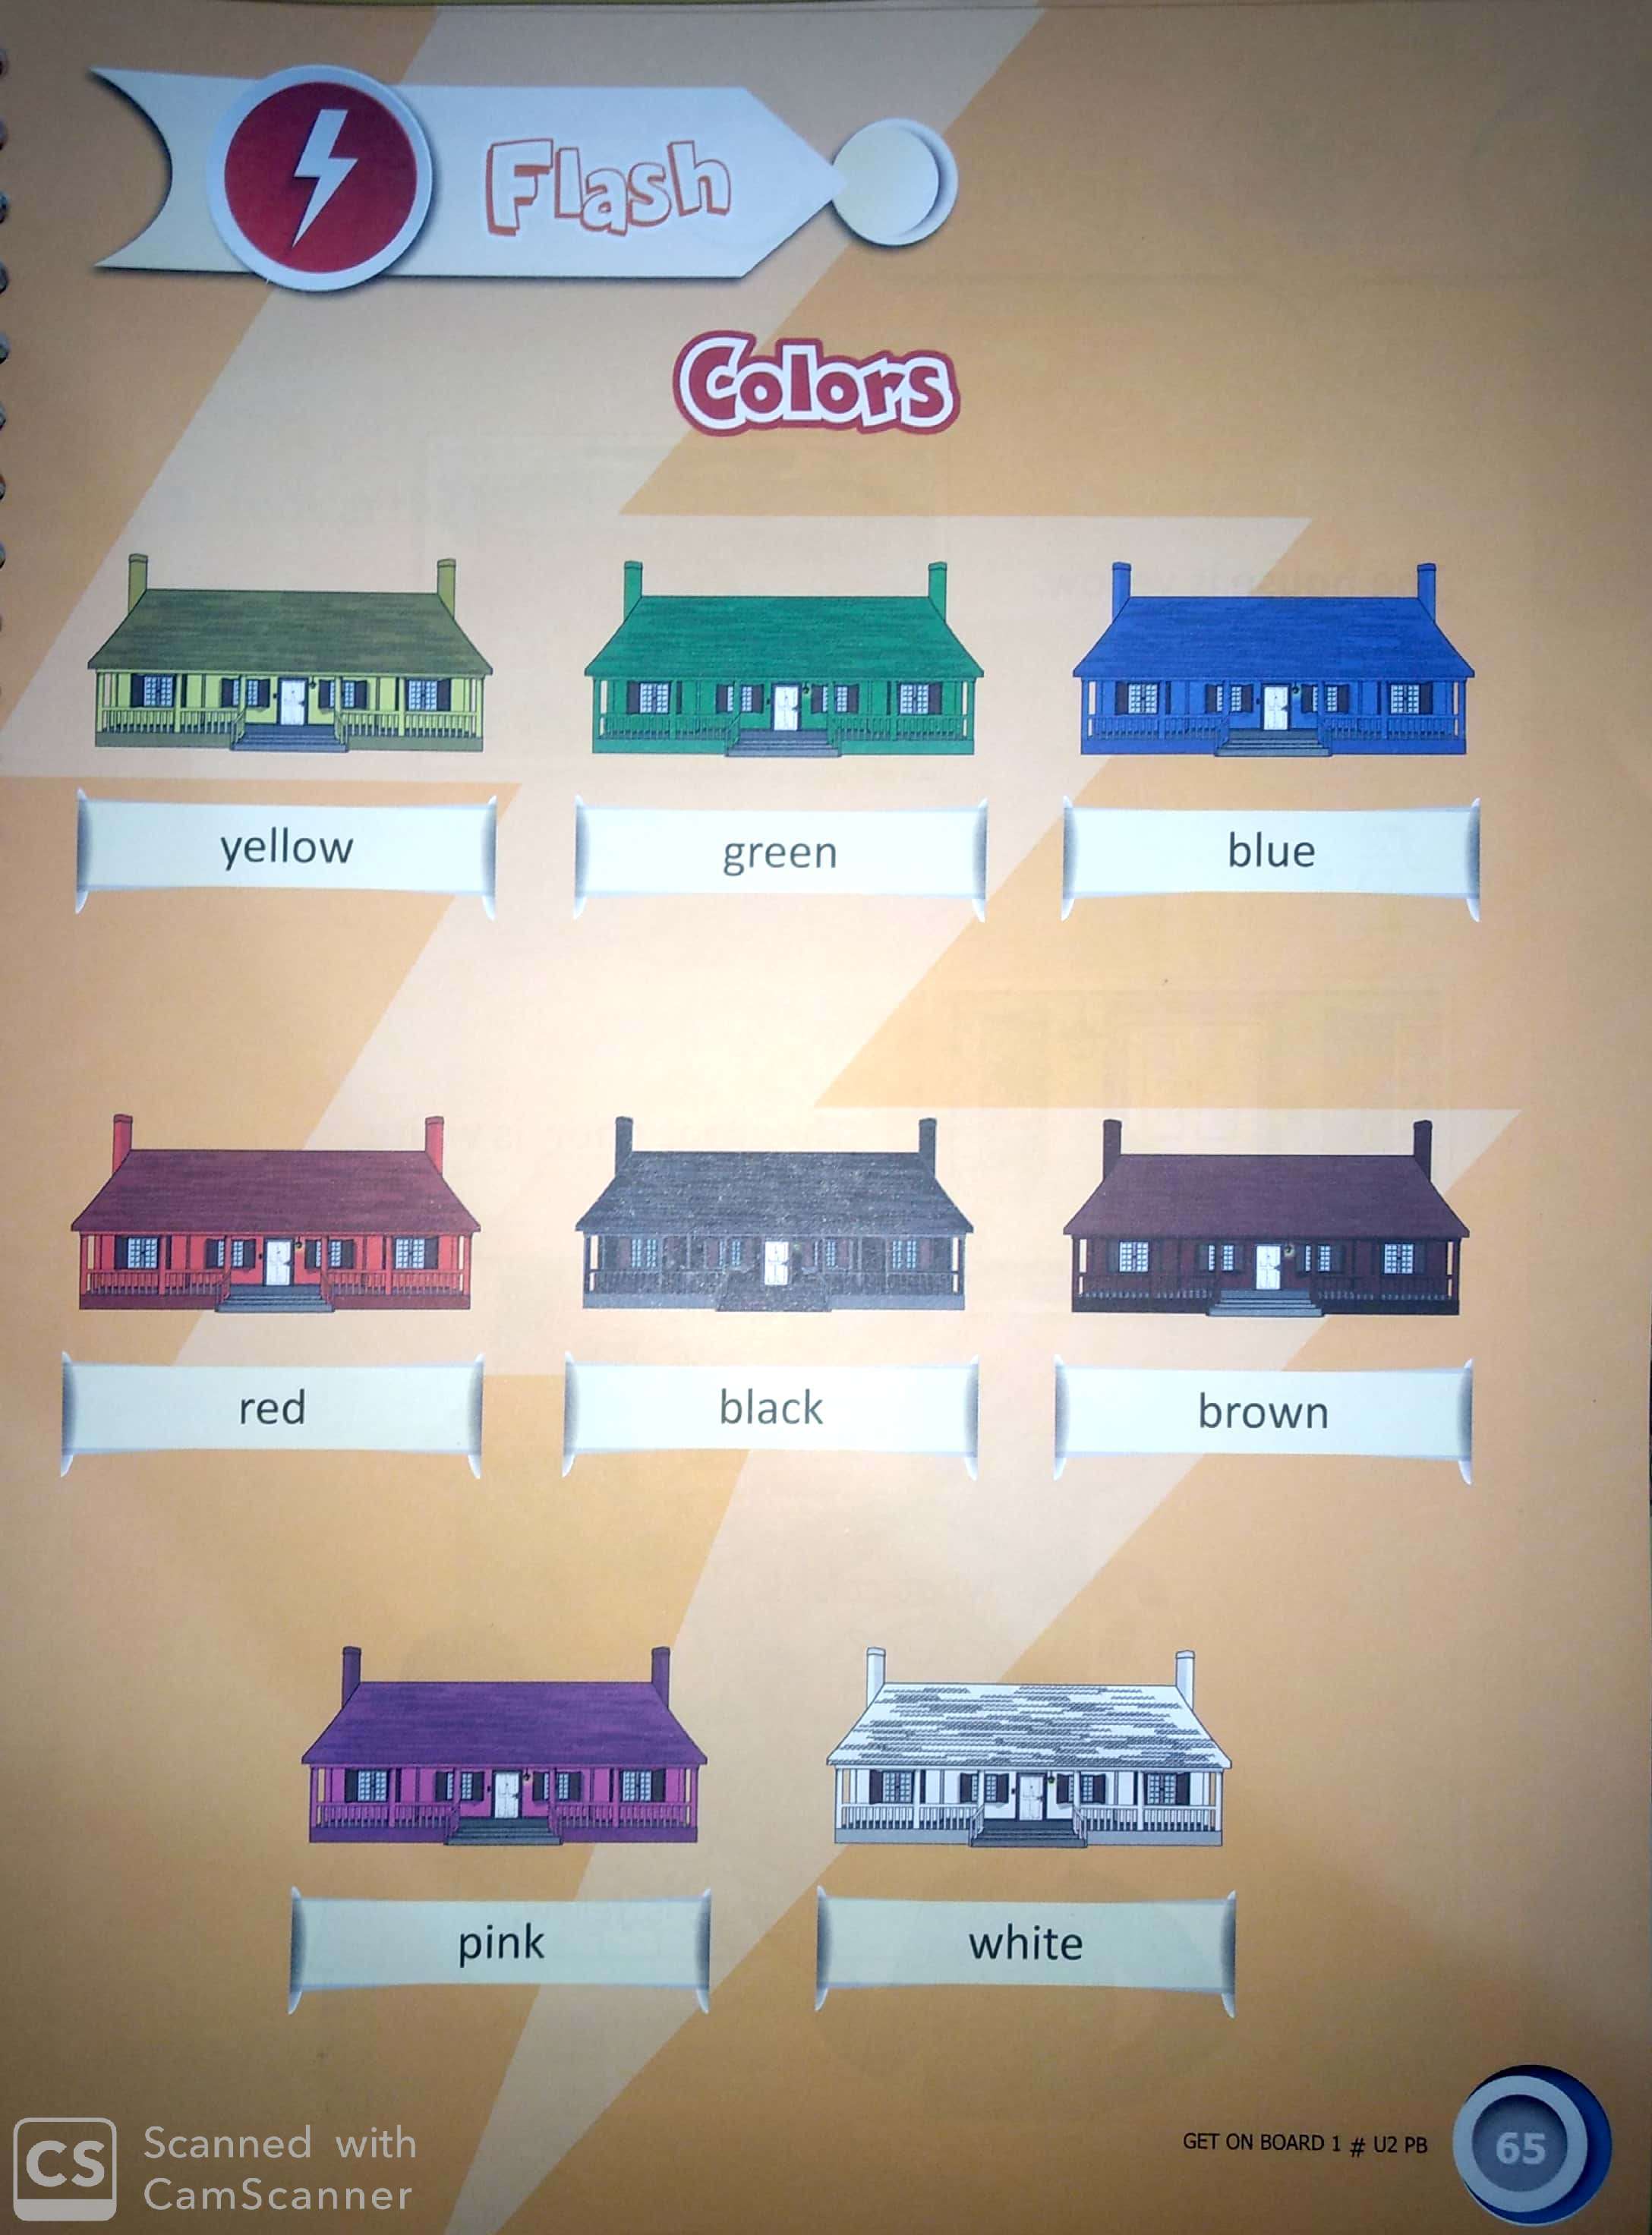 Flash
Colors
yellow
green
blue
red
black
brown
pink
white
GET ON BOARD 1 # U2 PB
65
CS
Scanned with
CamScanner